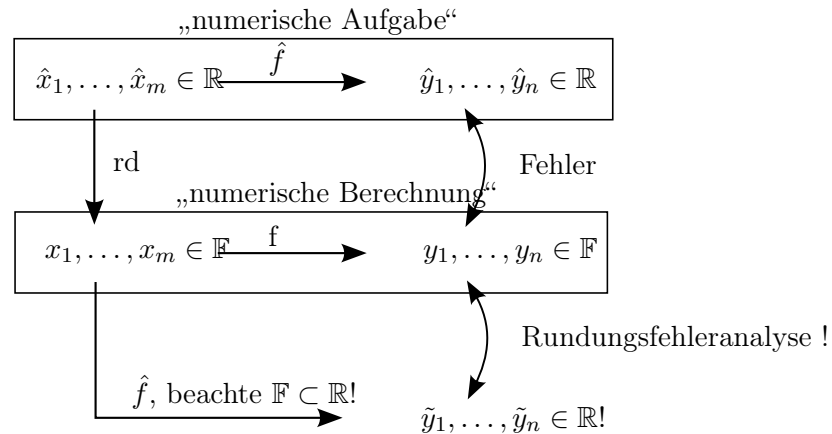 „numerische Aufgabe“
x̂₁, . . . , x̂ₘ ∈ ℝ f̂ ŷ₁, . . . , ŷₙ ∈ ℝ
rd Fehler
„numerische Berechnung“
x₁, . . . , xₘ ∈ 𝔽 f y₁, . . . , yₙ ∈ 𝔽
Rundungsfehleranalyse !
f̂, beachte 𝔽 ⊂ ℝ!
ỹ₁, . . . , ỹₙ ∈ ℝ!